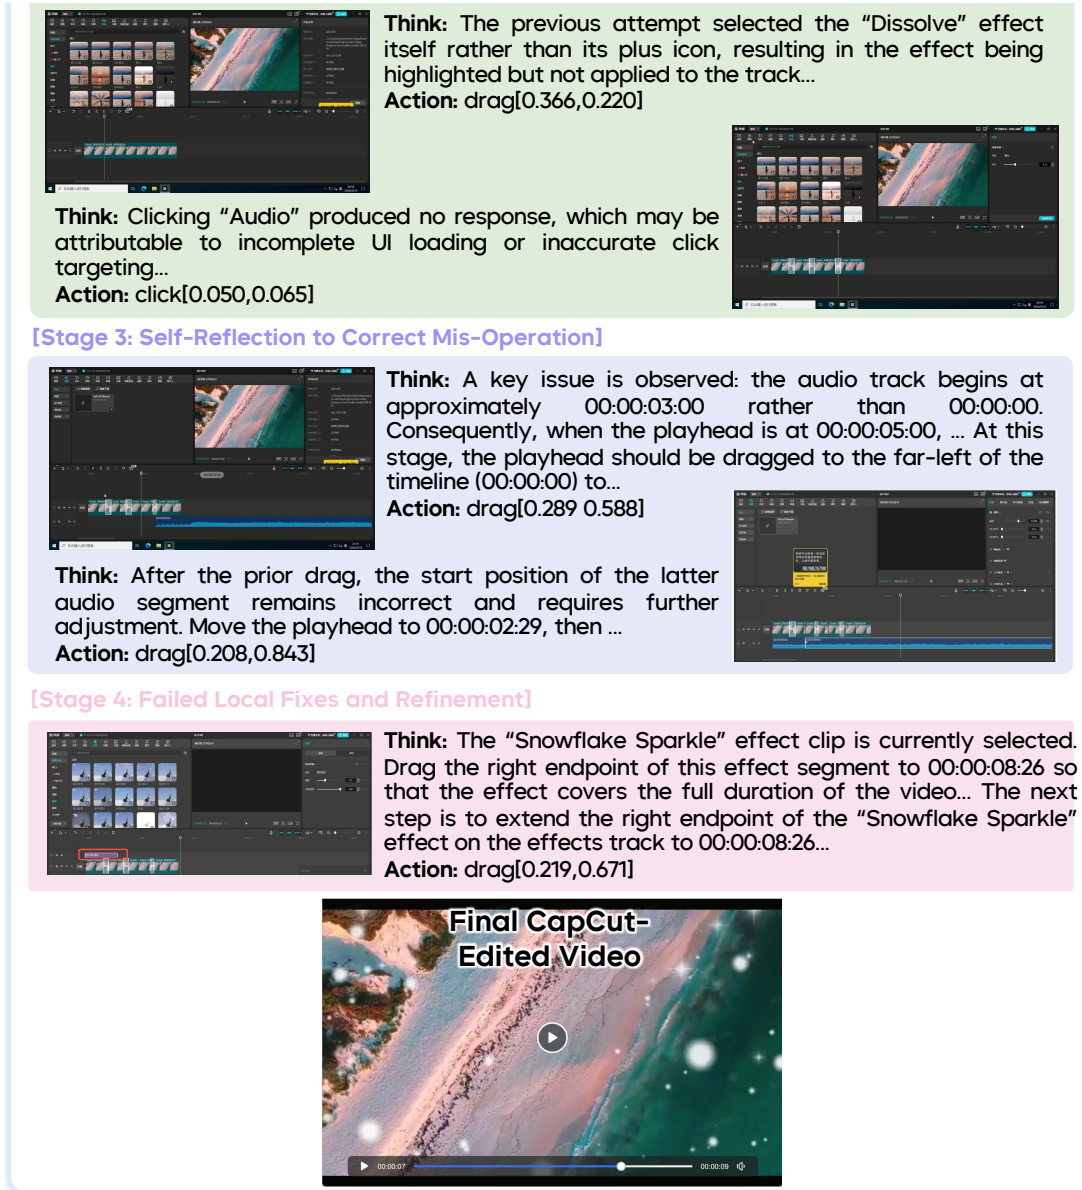 Think: The previous attempt selected the “Dissolve” effect
itself rather than its plus icon, resulting in the effect being
highlighted but not applied to the track...
Action: drag[0.366,0.220]
Think: Clicking “Audio” produced no response, which may be
attributable to incomplete UI loading or inaccurate click
targeting...
Action: click[0.050,0.065]
[Stage 3: Self-Reflection to Correct Mis-Operation]
Think: A key issue is observed: the audio track begins at
approximately 00:00:03:00 rather than 00:00:00.
Consequently, when the playhead is at 00:00:05:00, ... At this
stage, the playhead should be dragged to the far-left of the
timeline (00:00:00) to...
Action: drag[0.289 0.588]
Think: After the prior drag, the start position of the latter
audio segment remains incorrect and requires further
adjustment. Move the playhead to 00:00:02:29, then ...
Action: drag[0.208,0.843]
[Stage 4: Failed Local Fixes and Refinement]
Think: The “Snowflake Sparkle” effect clip is currently selected.
Drag the right endpoint of this effect segment to 00:00:08:26 so
that the effect covers the full duration of the video... The next
step is to extend the right endpoint of the “Snowflake Sparkle”
effect on the effects track to 00:00:08:26...
Action: drag[0.219,0.671]
Final CapCut-
Edited Video
00:00:07
00:00:09